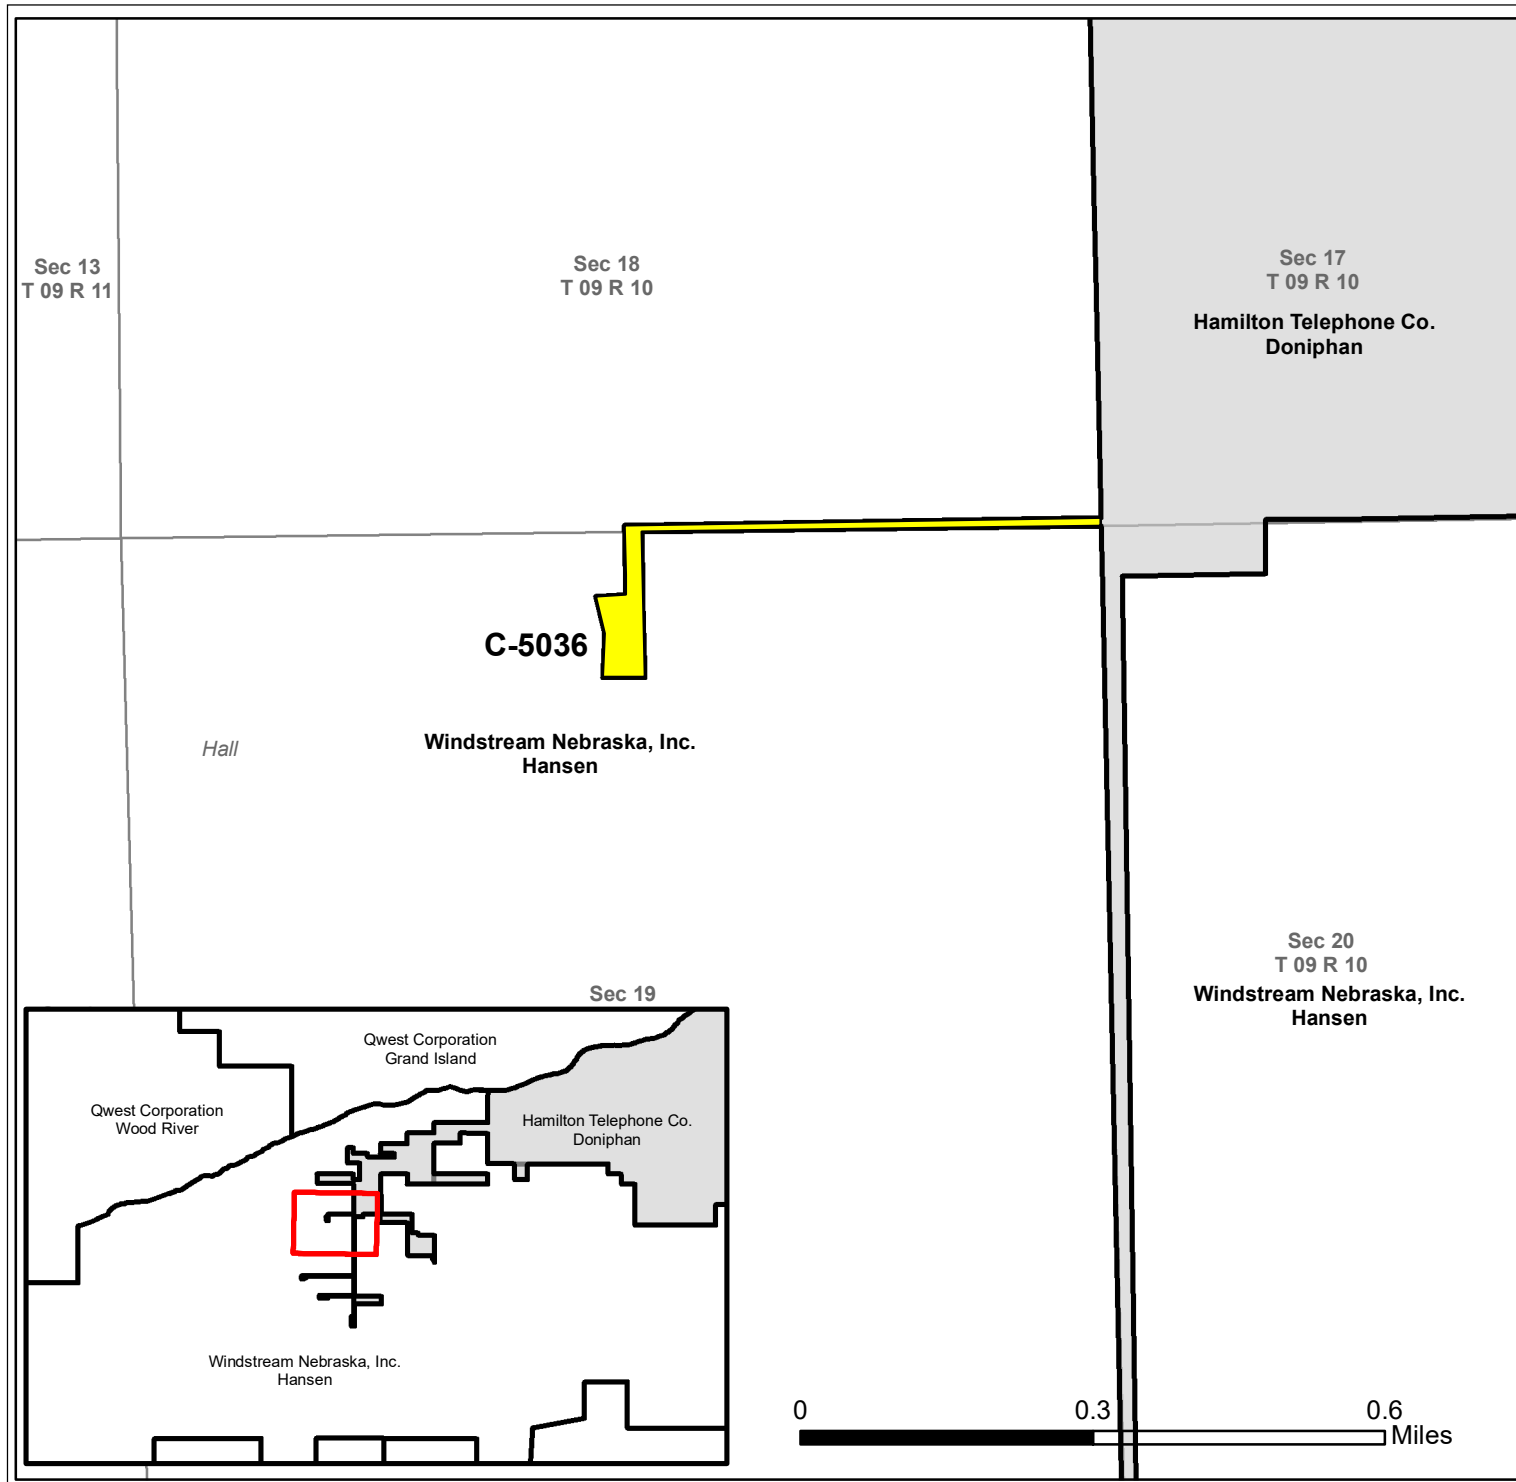 Sec 13
T 09 R 11
Sec 18
T 09 R 10
Sec 17
T 09 R 10
Hamilton Telephone Co.
Doniphan
C-5036
Hall
Windstream Nebraska, Inc.
Hansen
Sec 20
T 09 R 10
Windstream Nebraska, Inc.
Hansen
Sec 19
Qwest Corporation
Grand Island
Qwest Corporation
Wood River
Hamilton Telephone Co.
Doniphan
Windstream Nebraska, Inc.
Hansen
0 0.3 0.6
Miles